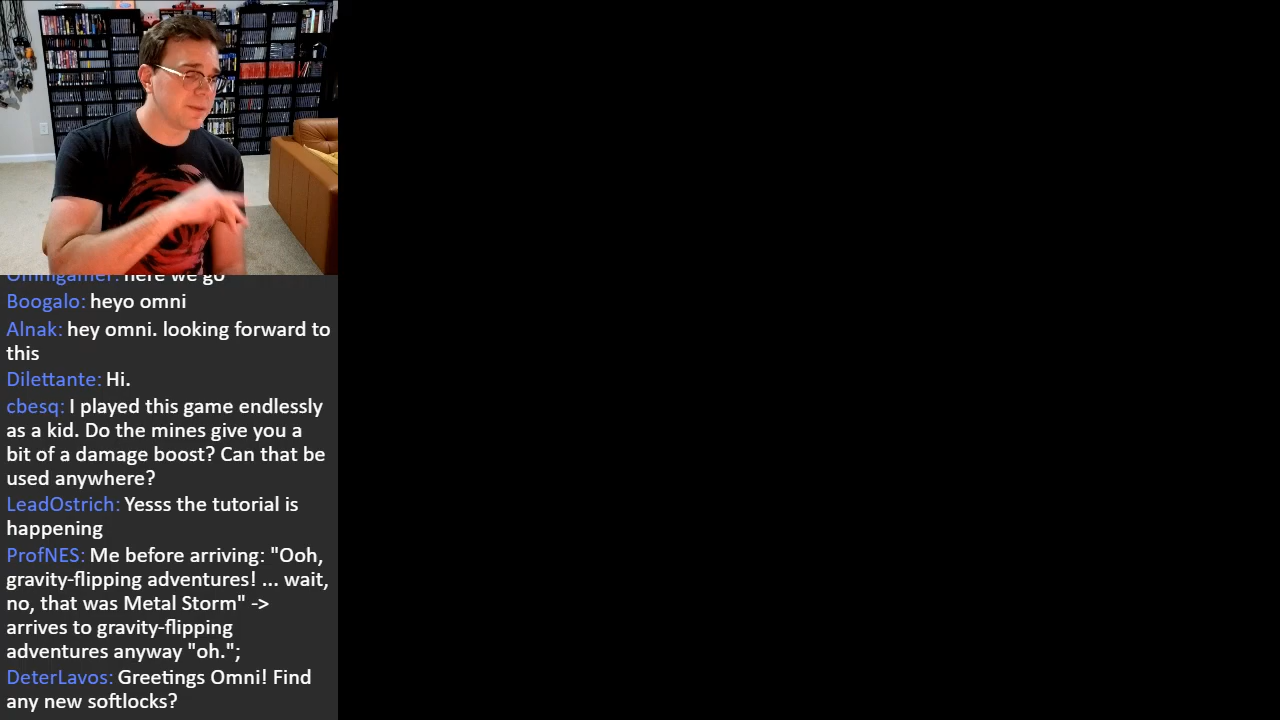 Omnigamer: here we go
Boogalo: heyo omni
Alnak: hey omni. looking forward to
this
Dilettante: Hi.
cbesq: I played this game endlessly
as a kid. Do the mines give you a
bit of a damage boost? Can that be
used anywhere?
LeadOstrich: Yesss the tutorial is
happening
ProfNES: Me before arriving: "Ooh,
gravity-flipping adventures! ... wait,
no, that was Metal Storm" ->
arrives to gravity-flipping
adventures anyway "oh.";
DeterLavos: Greetings Omni! Find
any new softlocks?